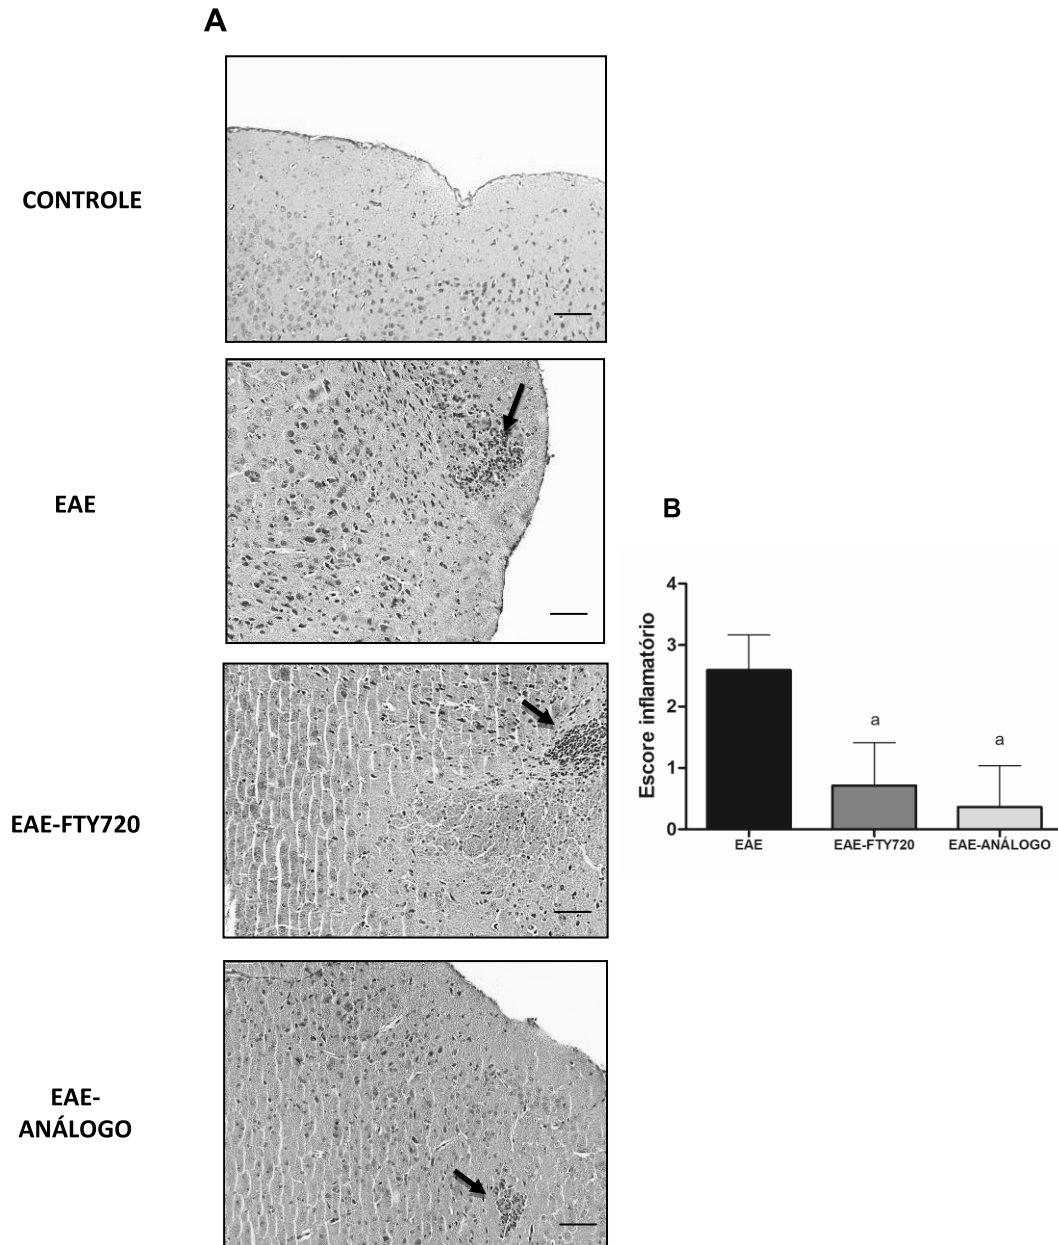 A
CONTROLE
EAE
EAE-FTY720
EAE-
ANÁLOGO
B
Escore inflamatório
4
3
2
1
0
a
a
EAE
EAE-FTY720
EAE-ANÁLOGO